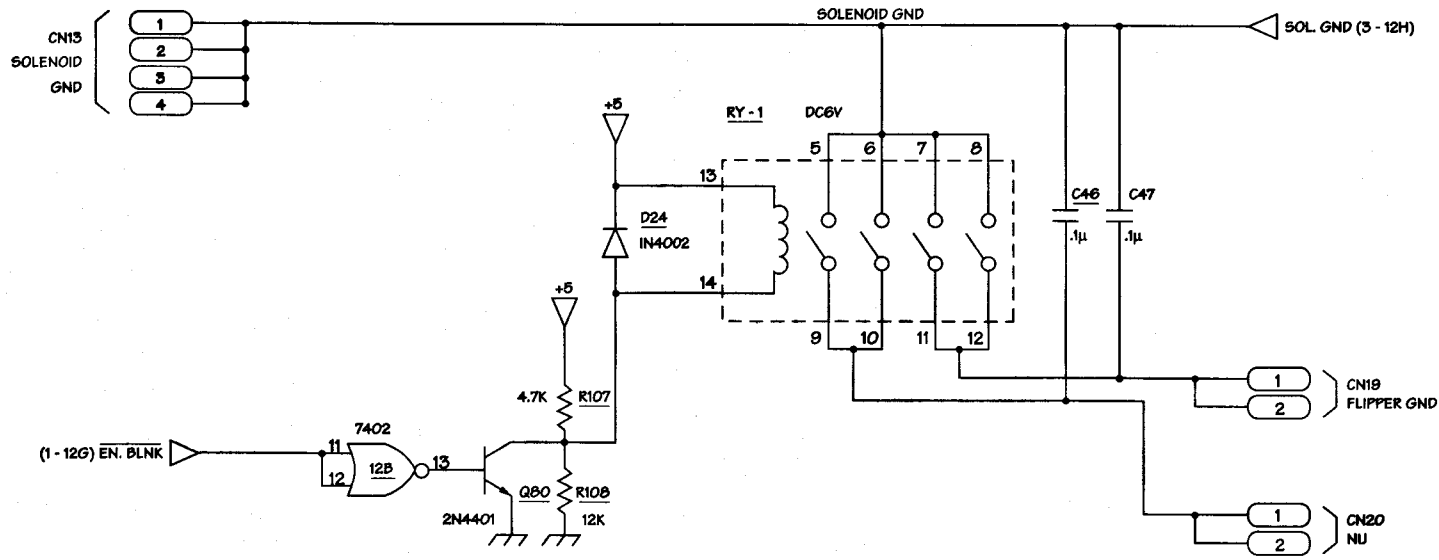 SOLENOID GND
CN13
SOLENOID
GND
1
2
3
4
SOL. GND (3 - 12H)
+5
RY - 1
DC6V
5
6
7
8
13
D24
IN4002
14
C46
C47
.1µ
.1µ
9
10
11
12
+5
4.7K
R107
1
2
CN19
FLIPPER GND
7402
(1 - 12G) EN. BLNK
11
12
12B
13
Q80
R108
2N4401
12K
1
2
CN20
NU